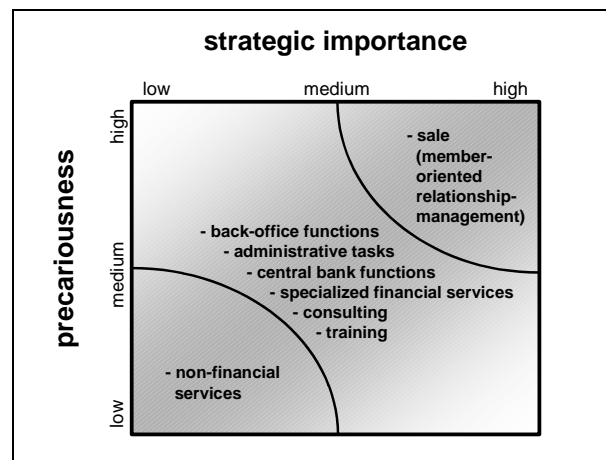 strategic importance
low medium high
precariousness
high
medium
low
- sale
(member-
oriented
relationship-
management)
- back-office functions
- administrative tasks
- central bank functions
- specialized financial services
- consulting
- training
- non-financial
services